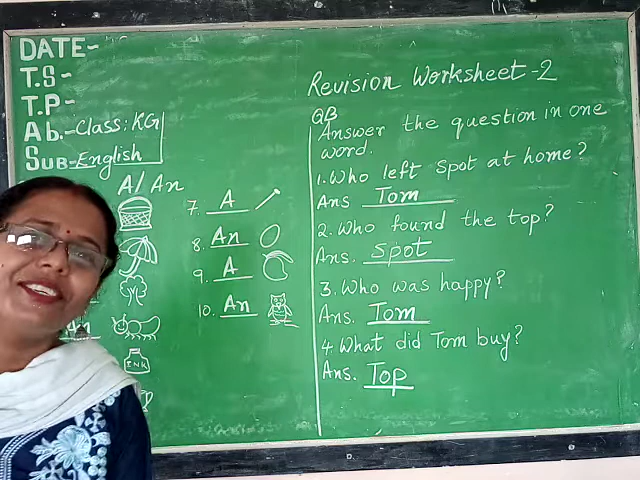 DATE-
T.S-
T.P-
Ab.- Class: KG
SUB- English
A/An
INK
7. A
8. An
9. A
10. An
Revision Worksheet-2
QB
Answer the question in one
word.
1. Who left spot at home?
Ans Tom
2. Who found the top?
Ans. spot
3. Who was happy?
Ans. Tom
4. What did Tom buy?
Ans. Top